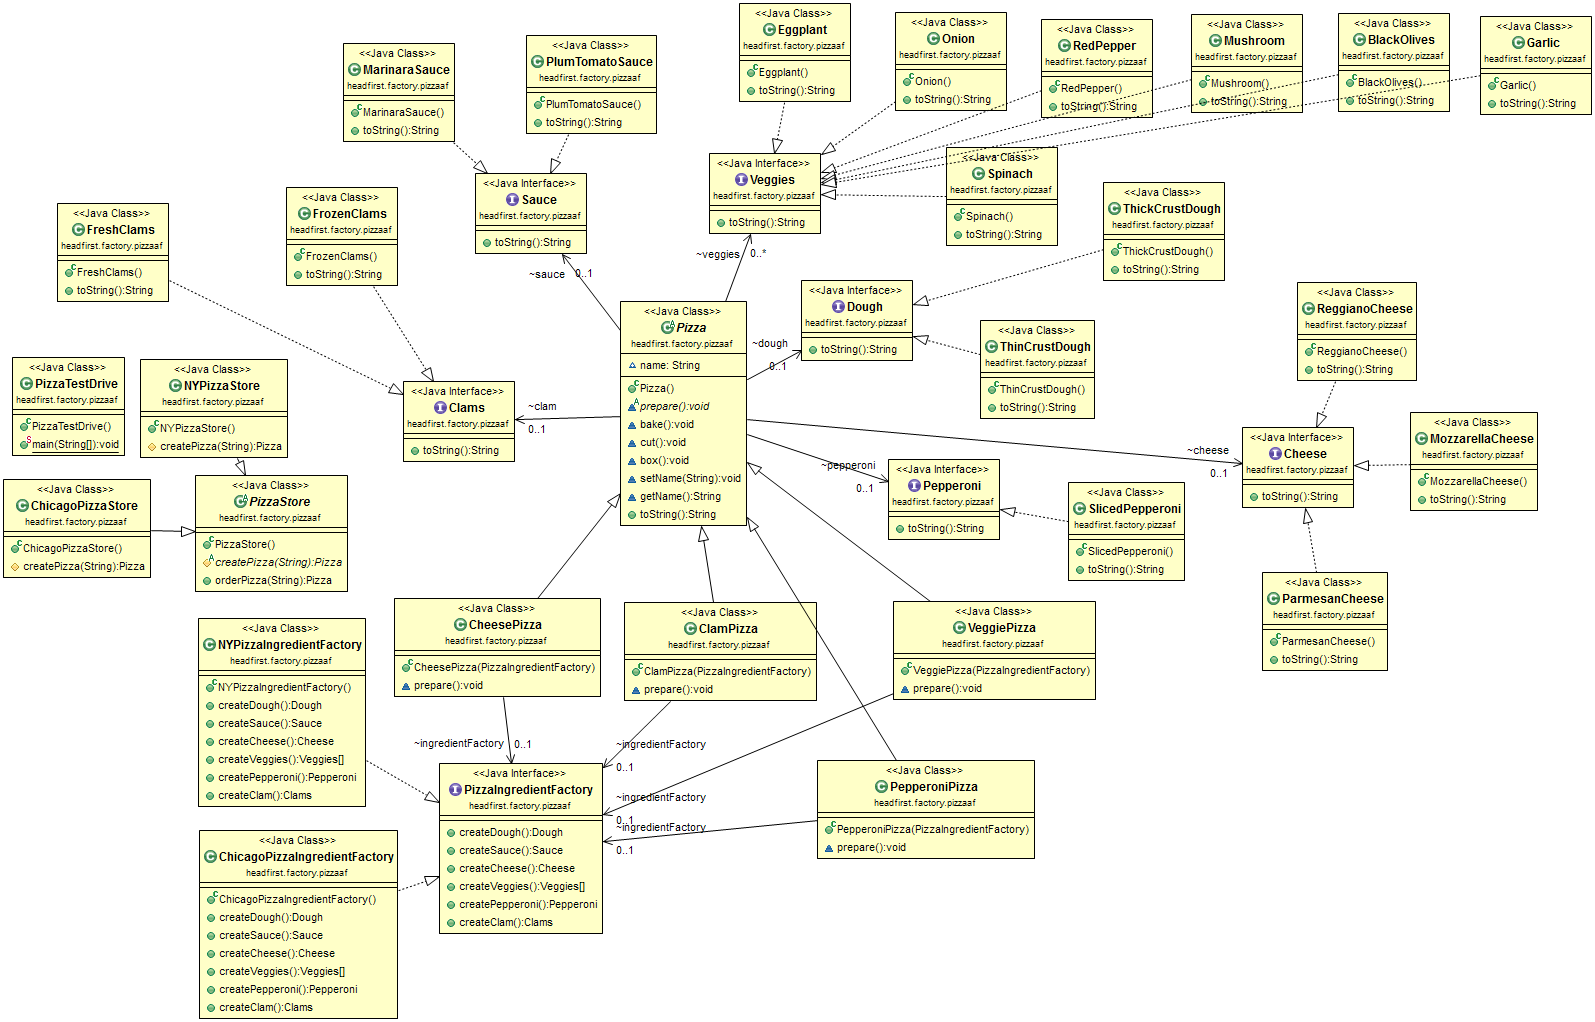 <<Java Class>>
Eggplant
headfirst.factory.pizzaaf
Eggplant()
toString():String
<<Java Class>>
Onion
headfirst.factory.pizzaaf
Onion()
toString():String
<<Java Class>>
RedPepper
headfirst.factory.pizzaaf
RedPepper()
toString():String
<<Java Class>>
Mushroom
headfirst.factory.pizzaaf
Mushroom()
toString():String
<<Java Class>>
BlackOlives
headfirst.factory.pizzaaf
BlackOlives()
toString():String
<<Java Class>>
Garlic
headfirst.factory.pizzaaf
Garlic()
toString():String
<<Java Class>>
MarinaraSauce
headfirst.factory.pizzaaf
MarinaraSauce()
toString():String
<<Java Class>>
PlumTomatoSauce
headfirst.factory.pizzaaf
PlumTomatoSauce()
toString():String
<<Java Interface>>
Veggies
headfirst.factory.pizzaaf
toString():String
<<Java Class>>
Spinach
headfirst.factory.pizzaaf
Spinach()
toString():String
<<Java Interface>>
Sauce
headfirst.factory.pizzaaf
toString():String
<<Java Class>>
ThickCrustDough
headfirst.factory.pizzaaf
ThickCrustDough()
toString():String
<<Java Class>>
FrozenClams
headfirst.factory.pizzaaf
FrozenClams()
toString():String
<<Java Class>>
FreshClams
headfirst.factory.pizzaaf
FreshClams()
toString():String
~sauce
0..1
~veggies
0..*
<<Java Interface>>
Dough
headfirst.factory.pizzaaf
toString():String
<<Java Class>>
ReggianoCheese
headfirst.factory.pizzaaf
ReggianoCheese()
toString():String
<<Java Class>>
Pizza
headfirst.factory.pizzaaf
name: String
Pizza()
prepare():void
bake():void
cut():void
box():void
setName(String):void
getName():String
toString():String
~dough
0..1
<<Java Class>>
ThinCrustDough
headfirst.factory.pizzaaf
ThinCrustDough()
toString():String
<<Java Class>>
PizzaTestDrive
headfirst.factory.pizzaaf
PizzaTestDrive()
main(String[]):void
<<Java Class>>
NYPizzaStore
headfirst.factory.pizzaaf
NYPizzaStore()
createPizza(String):Pizza
<<Java Interface>>
Clams
headfirst.factory.pizzaaf
toString():String
~clam
0..1
<<Java Interface>>
Cheese
headfirst.factory.pizzaaf
toString():String
~cheese
0..1
<<Java Class>>
MozzarellaCheese
headfirst.factory.pizzaaf
MozzarellaCheese()
toString():String
~pepperoni
0..1
<<Java Interface>>
Pepperoni
headfirst.factory.pizzaaf
toString():String
<<Java Class>>
SlicedPepperoni
headfirst.factory.pizzaaf
SlicedPepperoni()
toString():String
<<Java Class>>
ChicagoPizzaStore
headfirst.factory.pizzaaf
ChicagoPizzaStore()
createPizza(String):Pizza
<<Java Class>>
PizzaStore
headfirst.factory.pizzaaf
PizzaStore()
createPizza(String):Pizza
orderPizza(String):Pizza
<<Java Class>>
ParmesanCheese
headfirst.factory.pizzaaf
ParmesanCheese()
toString():String
<<Java Class>>
CheesePizza
headfirst.factory.pizzaaf
CheesePizza(PizzaIngredientFactory)
prepare():void
<<Java Class>>
ClamPizza
headfirst.factory.pizzaaf
ClamPizza(PizzaIngredientFactory)
prepare():void
<<Java Class>>
VeggiePizza
headfirst.factory.pizzaaf
VeggiePizza(PizzaIngredientFactory)
prepare():void
<<Java Class>>
NYPizzaIngredientFactory
headfirst.factory.pizzaaf
NYPizzaIngredientFactory()
createDough():Dough
createSauce():Sauce
createCheese():Cheese
createVeggies():Veggies[]
createPepperoni():Pepperoni
createClam():Clams
~ingredientFactory
0..1
~ingredientFactory
0..1
~ingredientFactory
0..1
~ingredientFactory
0..1
<<Java Interface>>
PizzaIngredientFactory
headfirst.factory.pizzaaf
createDough():Dough
createSauce():Sauce
createCheese():Cheese
createVeggies():Veggies[]
createPepperoni():Pepperoni
createClam():Clams
<<Java Class>>
PepperoniPizza
headfirst.factory.pizzaaf
PepperoniPizza(PizzaIngredientFactory)
prepare():void
<<Java Class>>
ChicagoPizzaIngredientFactory
headfirst.factory.pizzaaf
ChicagoPizzaIngredientFactory()
createDough():Dough
createSauce():Sauce
createCheese():Cheese
createVeggies():Veggies[]
createPepperoni():Pepperoni
createClam():Clams